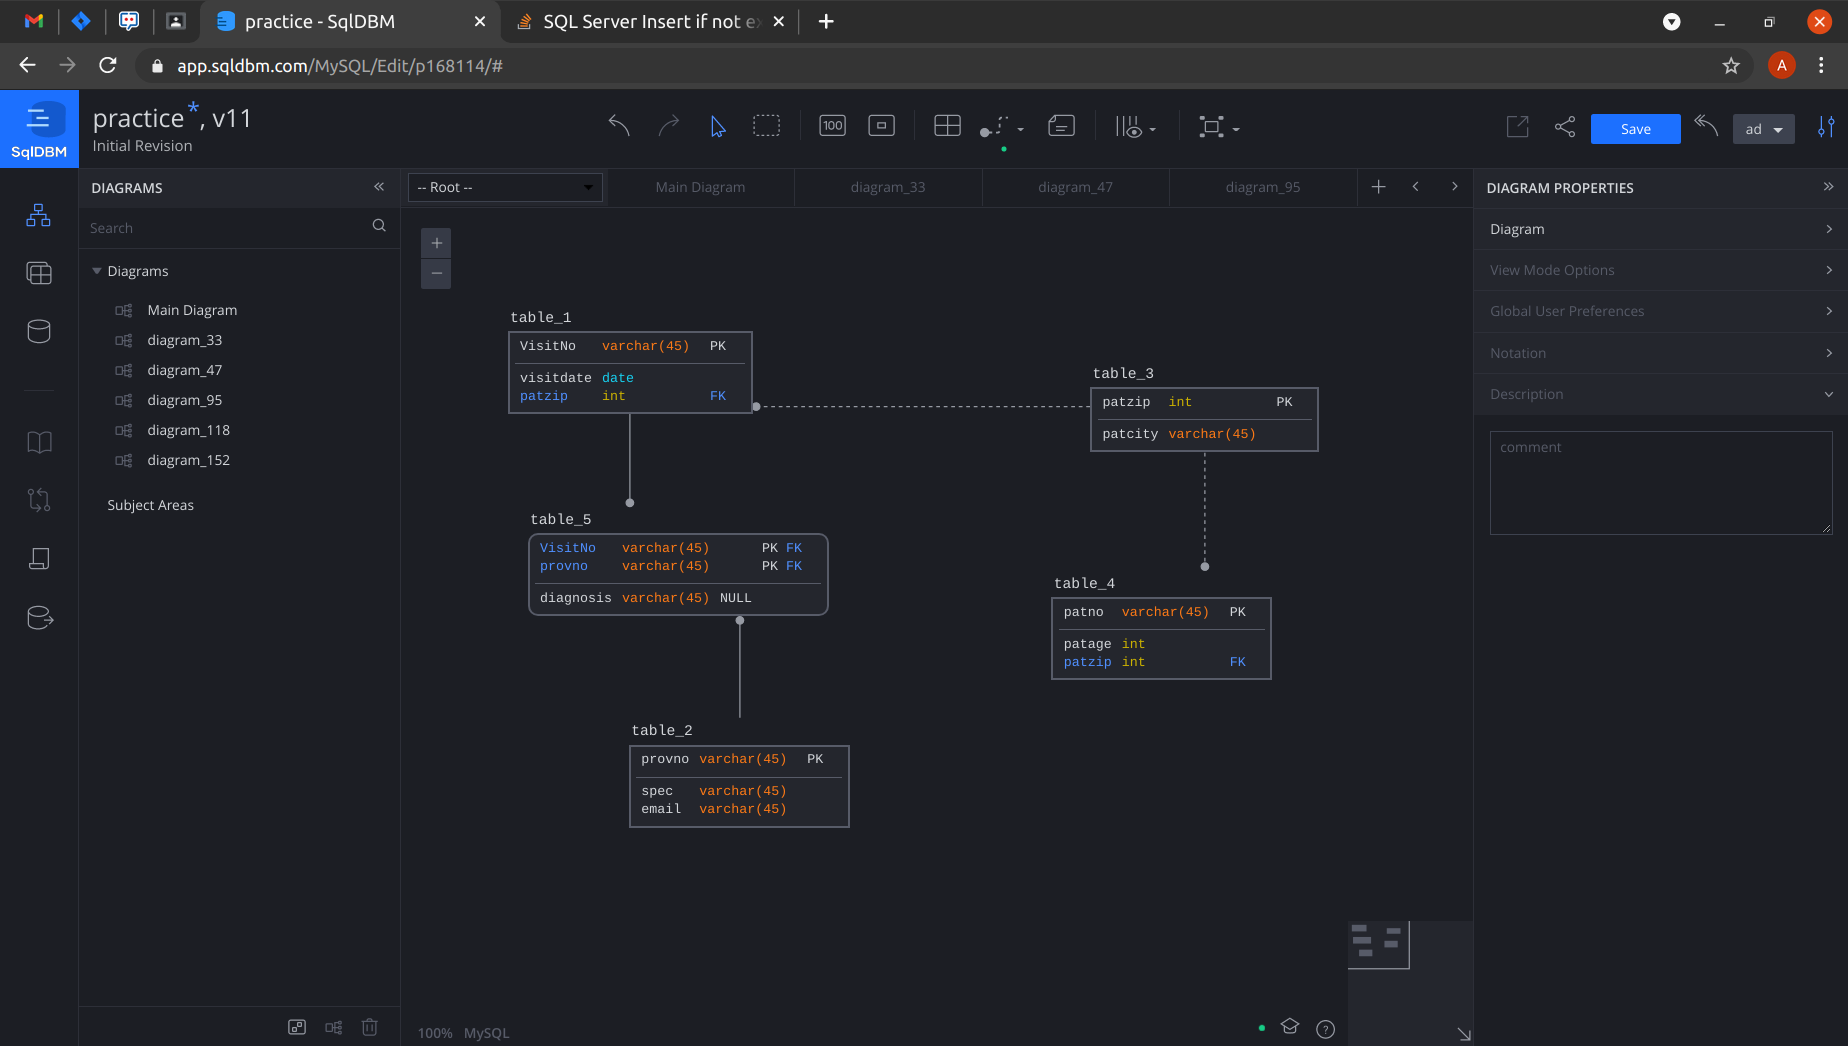 practice - SqlDBM
SQL Server Insert if not ex
app.sqldbm.com/MySQL/Edit/p168114/#
A
SqlDBM
practice*, v11
Initial Revision
100
Save
ad
DIAGRAMS
Search
Diagrams
Main Diagram
diagram_33
diagram_47
diagram_95
diagram_118
diagram_152
Subject Areas
-- Root --
Main Diagram
diagram_33
diagram_47
diagram_95
table_1
VisitNo varchar(45) PK
visitdate date
patzip int FK
table_3
patzip int PK
patcity varchar(45)
table_5
VisitNo varchar(45) PK FK
provno varchar(45) PK FK
diagnosis varchar(45) NULL
table_4
patno varchar(45) PK
patage int
patzip int FK
table_2
provno varchar(45) PK
spec varchar(45)
email varchar(45)
100% MySQL
DIAGRAM PROPERTIES
Diagram
View Mode Options
Global User Preferences
Notation
Description
comment